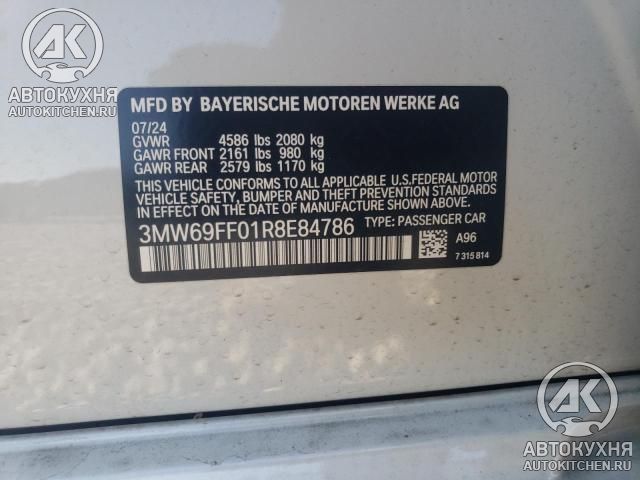 AK
АВТОКУХНЯ
AUTOKITCHEN.RU
MFD BY BAYERISCHE MOTOREN WERKE AG
07/24
GVWR 4586 lbs 2080 kg
GAWR FRONT 2161 lbs 980 kg
GAWR REAR 2579 lbs 1170 kg
THIS VEHICLE CONFORMS TO ALL APPLICABLE U.S.FEDERAL MOTOR
VEHICLE SAFETY, BUMPER, AND THEFT PREVENTION STANDARDS
IN EFFECT ON THE DATE OF MANUFACTURE SHOWN ABOVE.
3MW69FF01R8E84786 TYPE: PASSENGER CAR
A96
7 315 814
AK
АВТОКУХНЯ
AUTOKITCHEN.RU